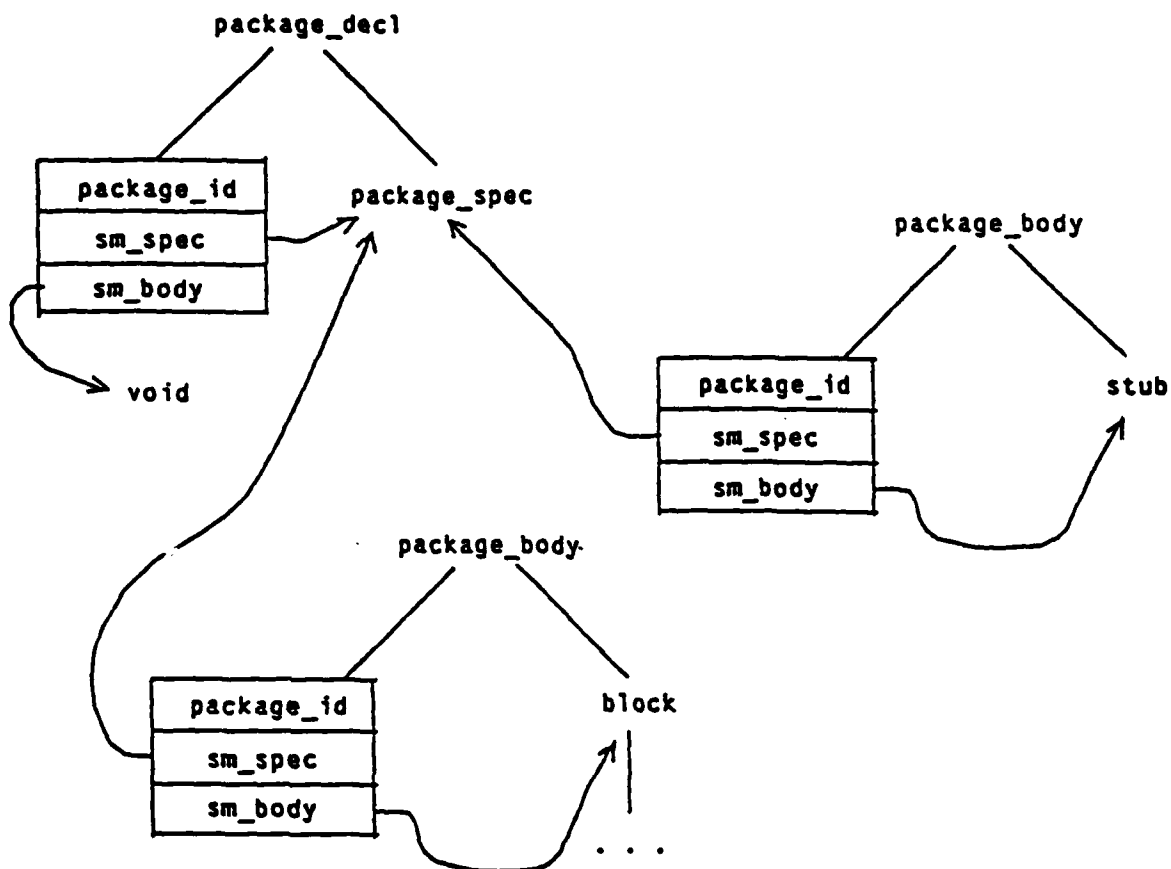 package_decl
package_id
sm_spec
sm_body
package_spec
void
package_body
package_id
sm_spec
sm_body
stub
package_body
package_id
sm_spec
sm_body
block
. . .